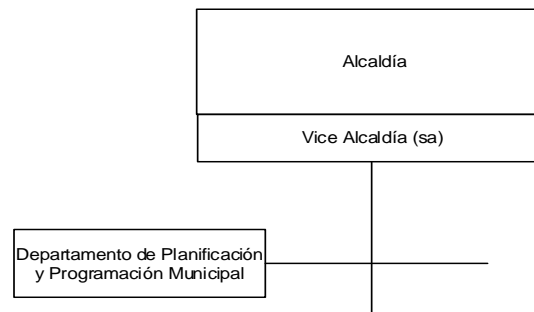 Alcaldía
Vice Alcaldía (sa)
Departamento de Planificación
y Programación Municipal